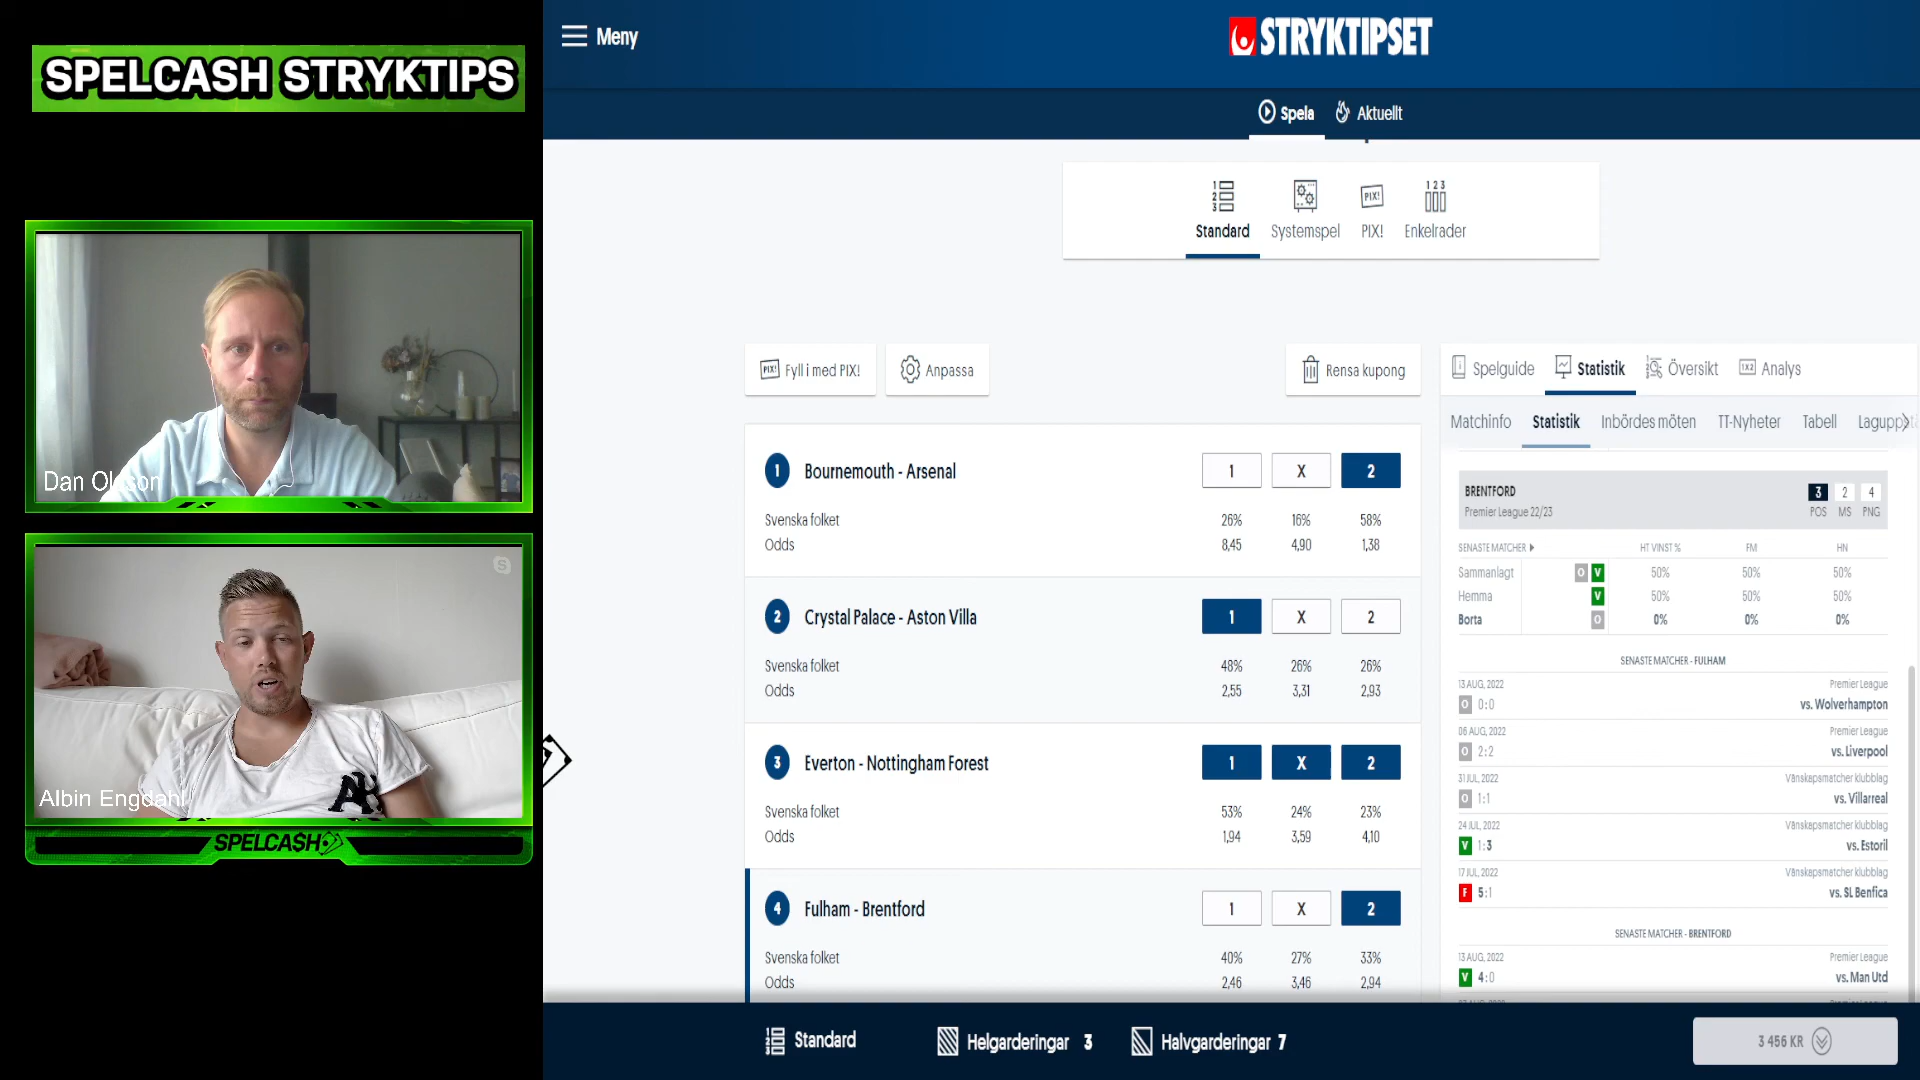 SPELCASH STRYKTIPS
Dan Olsson
Albin Engdahl
SPELCASH
Meny
STRYKTIPSET
Spela
Aktuellt
Standard
Systemspel
PIX!
Enkelrader
Fyll i med PIX!
Anpassa
Rensa kupong
1 Bournemouth - Arsenal 1 X 2
Svenska folket 26% 16% 58%
Odds 8,45 4,90 1,38
2 Crystal Palace - Aston Villa 1 X 2
Svenska folket 48% 26% 26%
Odds 2,55 3,31 2,93
3 Everton - Nottingham Forest 1 X 2
Svenska folket 53% 24% 23%
Odds 1,94 3,59 4,10
4 Fulham - Brentford 1 X 2
Svenska folket 40% 27% 33%
Odds 2,46 3,46 2,94
Spelguide Statistik Översikt Analys
Matchinfo Statistik Inbördes möten TT-Nyheter Tabell
BRENTFORD 3 2 4
Premier League 22/23 POS MS PNG
SENASTE MATCHER HT VINST % FM HN
Sammanlagt O V 50% 50% 50%
Hemma V 50% 50% 50%
Borta O 0% 0% 0%
SENASTE MATCHER - FULHAM
13 AUG, 2022 Premier League
O 0:0 vs. Wolverhampton
06 AUG, 2022 Premier League
O 2:2 vs. Liverpool
31 JUL, 2022 Vänskapsmatcher klubblag
O 1:1 vs. Villarreal
24 JUL, 2022 Vänskapsmatcher klubblag
V 1:3 vs. Estoril
17 JUL, 2022 Vänskapsmatcher klubblag
F 5:1 vs. SL Benfica
SENASTE MATCHER - BRENTFORD
13 AUG, 2022 Premier League
V 4:0 vs. Man Utd
Standard
Helgarderingar 3
Halvgarderingar 7
3 456 KR